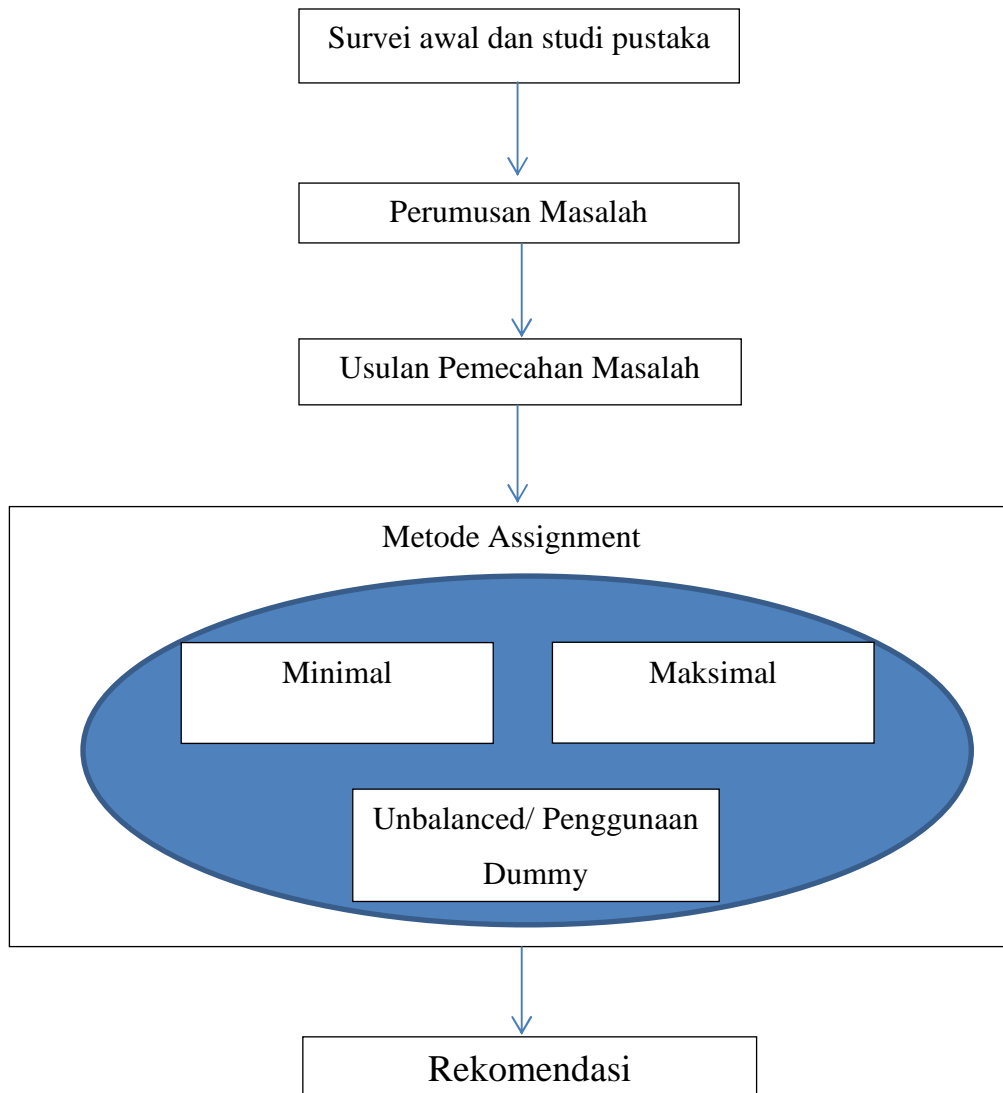 Survei awal dan studi pustaka
Perumusan Masalah
Usulan Pemecahan Masalah
Metode Assignment
Minimal
Maksimal
Unbalanced/ Penggunaan
Dummy
Rekomendasi